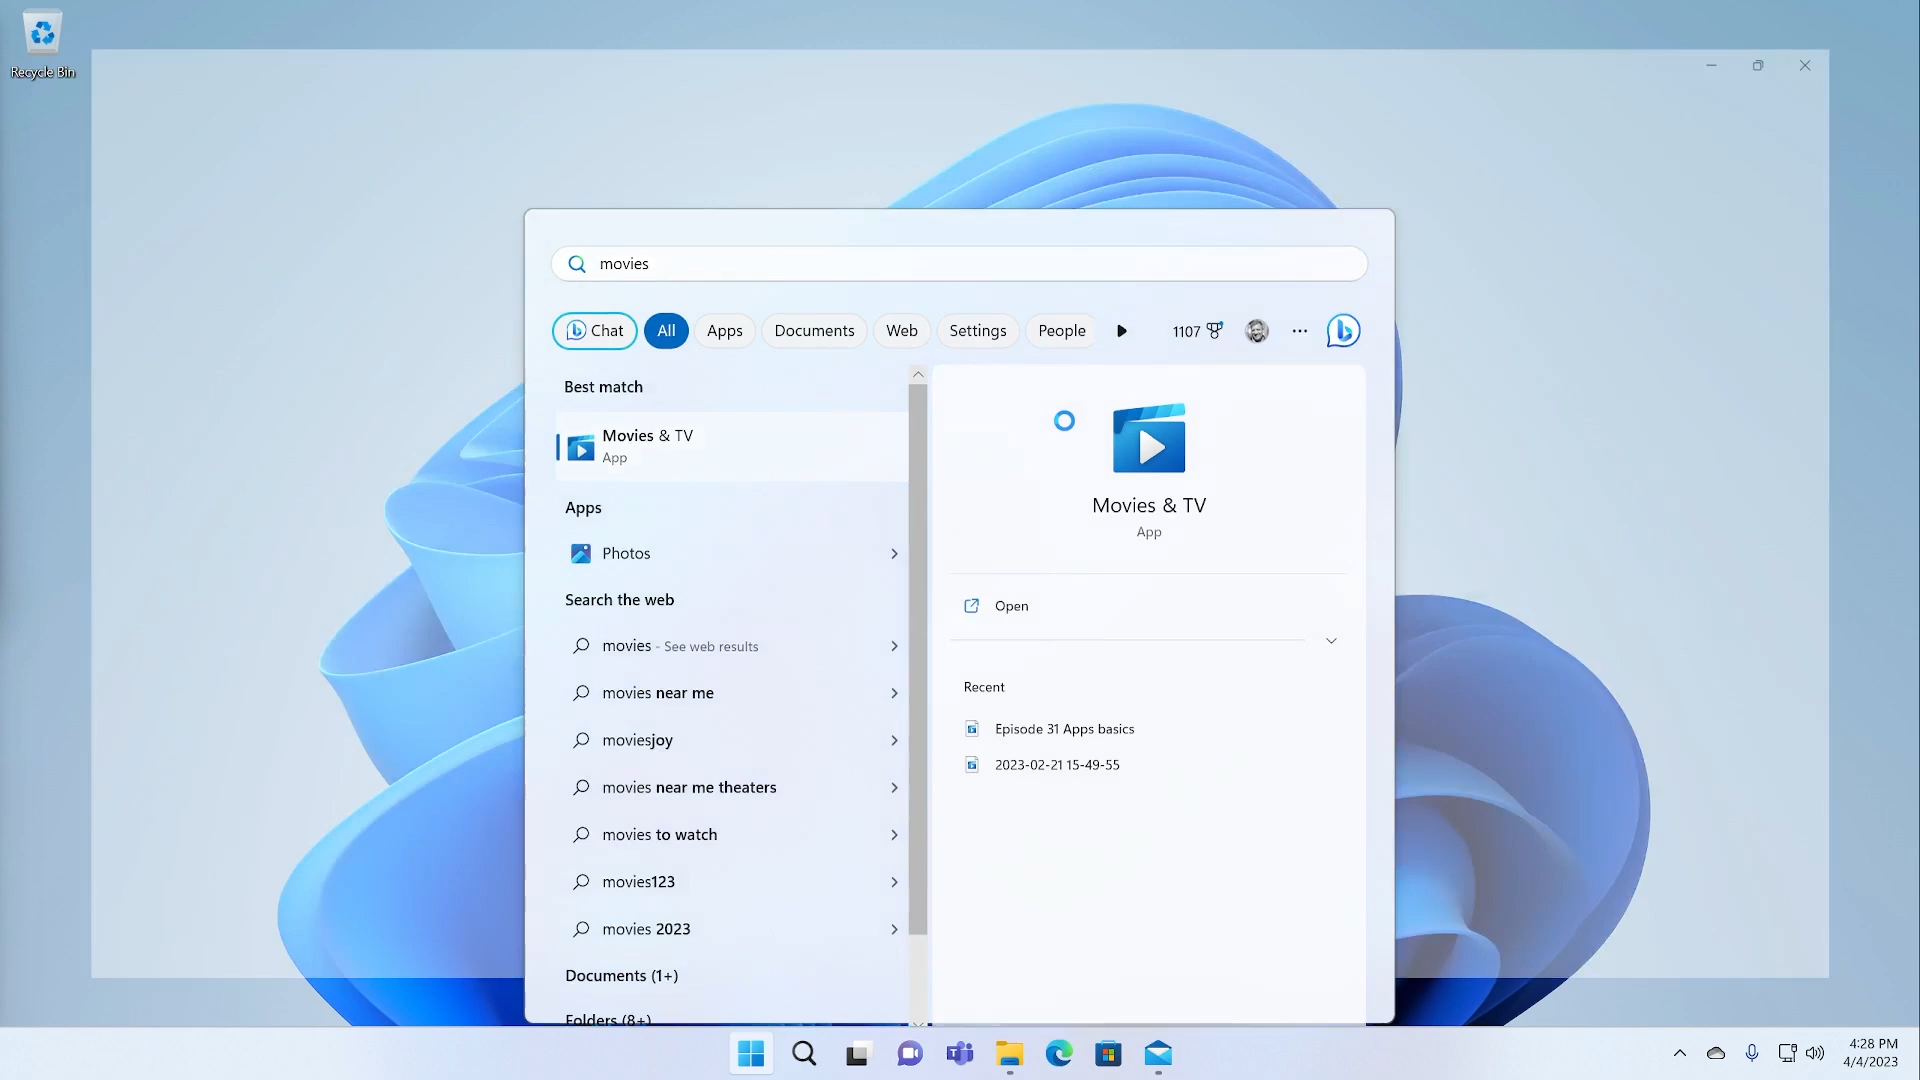 Recycle Bin
movies
Chat All Apps Documents Web Settings People 1107
Best match
Movies & TV
App
Apps
Photos
Search the web
movies - See web results
movies near me
moviesjoy
movies near me theaters
movies to watch
movies123
movies 2023
Documents (1+)
Folders (8+)
Movies & TV
App
Open
Recent
Episode 31 Apps basics
2023-02-21 15-49-55
4:28 PM
4/4/2023